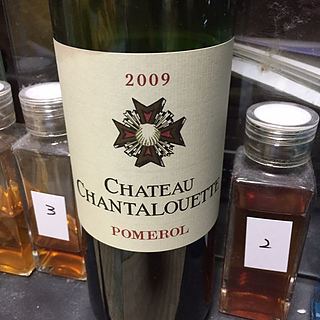 2009
CHATEAU
CHANTALOUETTE
POMEROL
3
2